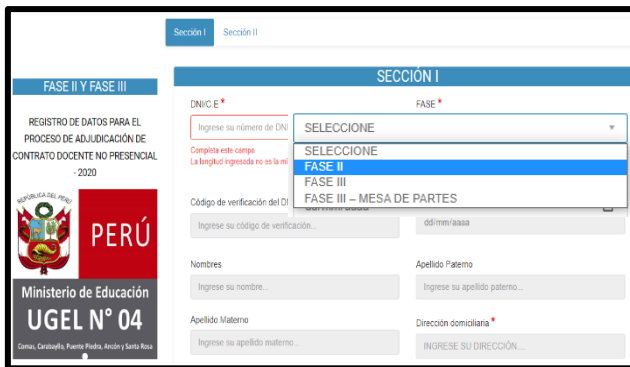 Sección I
Sección II
FASE II Y FASE III
REGISTRO DE DATOS PARA EL
PROCESO DE ADJUDICACIÓN DE
CONTRATO DOCENTE NO PRESENCIAL
- 2020
REPÚBLICA DEL PERÚ
PERÚ
Ministerio de Educación
UGEL N° 04
Comas, Carabayllo, Puente Piedra, Ancón y Santa Rosa
SECCIÓN I
DNI/C.E *
FASE *
Ingrese su número de DNI
SELECCIONE
Completa este campo
La longitud ingresada no es la mí
SELECCIONE
FASE II
FASE III
FASE III – MESA DE PARTES
Código de verificación del D
Ingrese su código de verificación...
dd/mm/aaaa
Nombres
Apellido Paterno
Ingrese su nombre...
Ingrese su apellido paterno...
Apellido Materno
Dirección domiciliaria *
Ingrese su apellido materno...
INGRESE SU DIRECCIÓN...